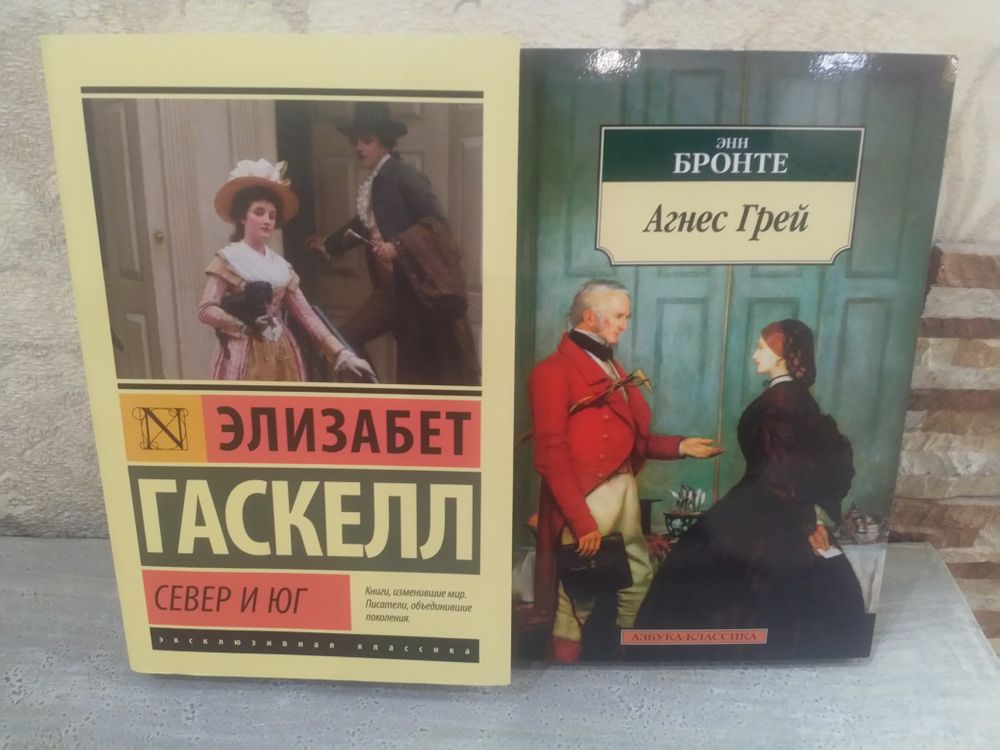 N ЭЛИЗАБЕТ
ГАСКЕЛЛ
СЕВЕР И ЮГ
Книги, изменившие мир.
Писатели, объединившие
поколения.
эксклюзивная классика
ЭНН
БРОНТЕ
Агнес Грей
АЗБУКА-КЛАССИКА